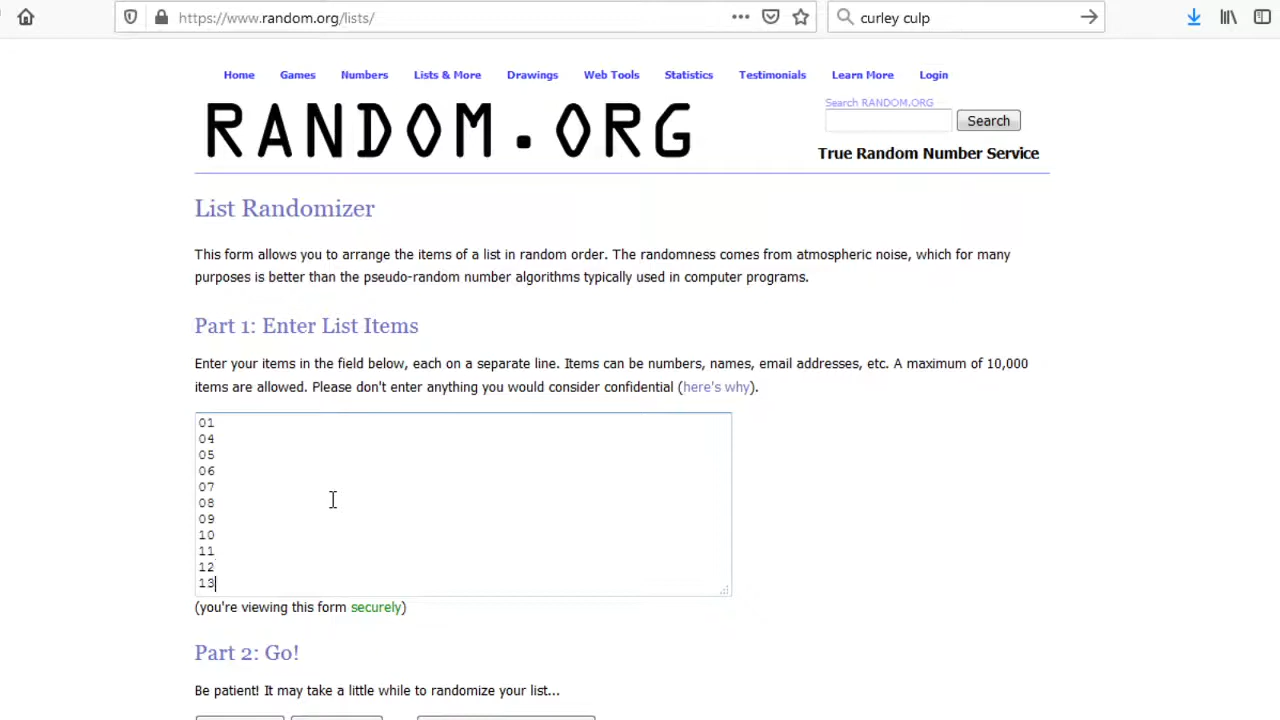 https://www.random.org/lists/ ••• curley culp
Home Games Numbers Lists & More Drawings Web Tools Statistics Testimonials Learn More Login
RANDOM.ORG
Search RANDOM.ORG
Search
True Random Number Service
List Randomizer
This form allows you to arrange the items of a list in random order. The randomness comes from atmospheric noise, which for many
purposes is better than the pseudo-random number algorithms typically used in computer programs.
Part 1: Enter List Items
Enter your items in the field below, each on a separate line. Items can be numbers, names, email addresses, etc. A maximum of 10,000
items are allowed. Please don't enter anything you would consider confidential (here's why).
01
04
05
06
07
08
09
10
11
12
13
(you're viewing this form securely)
Part 2: Go!
Be patient! It may take a little while to randomize your list...